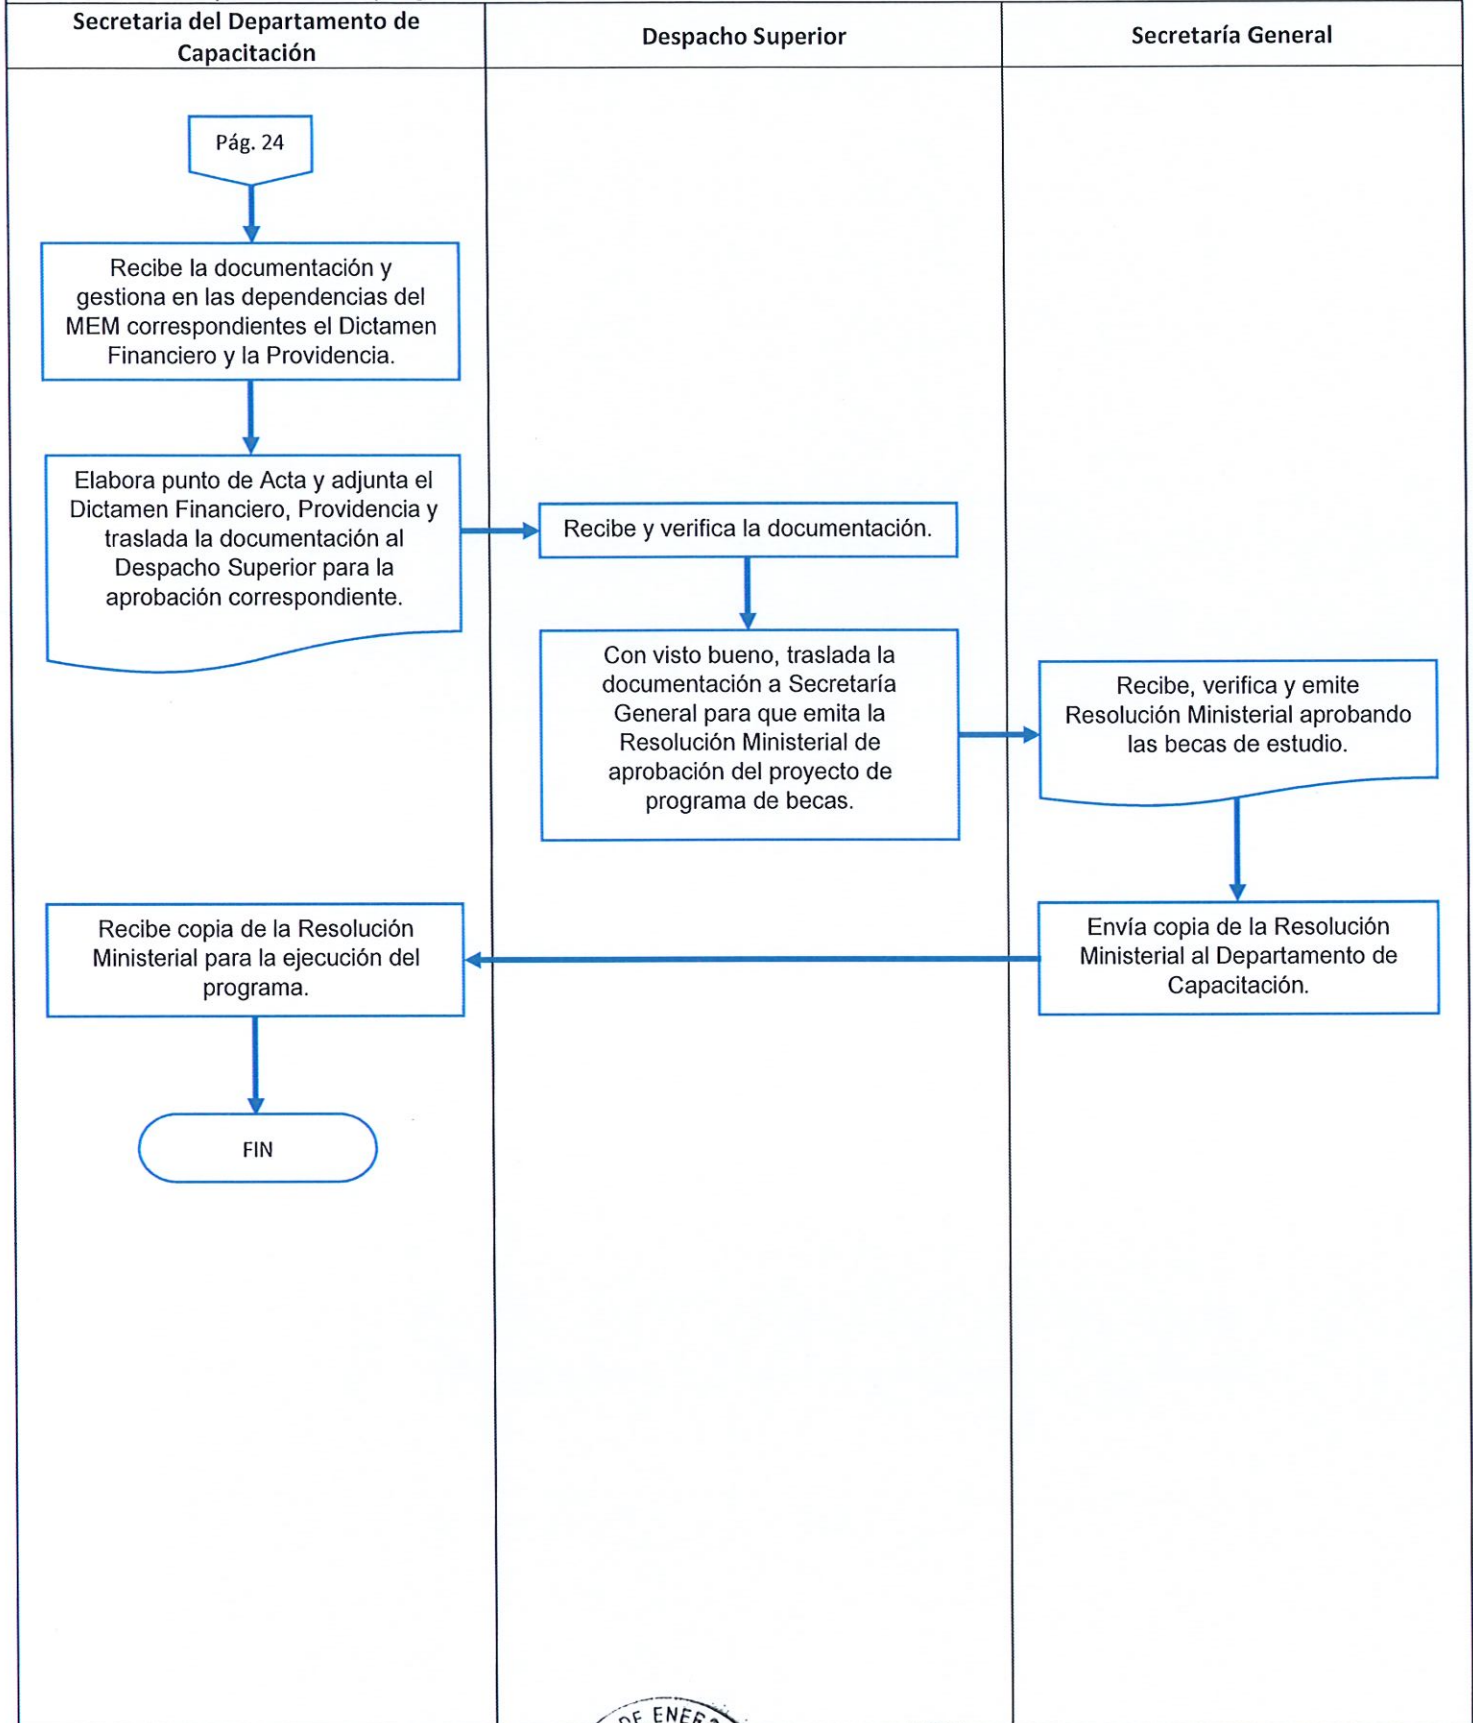 Secretaria del Departamento de
Capacitación
Despacho Superior
Secretaría General
Pág. 24
Recibe la documentación y
gestiona en las dependencias del
MEM correspondientes el Dictamen
Financiero y la Providencia.
Elabora punto de Acta y adjunta el
Dictamen Financiero, Providencia y
traslada la documentación al
Despacho Superior para la
aprobación correspondiente.
Recibe y verifica la documentación.
Con visto bueno, traslada la
documentación a Secretaría
General para que emita la
Resolución Ministerial de
aprobación del proyecto de
programa de becas.
Recibe, verifica y emite
Resolución Ministerial aprobando
las becas de estudio.
Envía copia de la Resolución
Ministerial al Departamento de
Capacitación.
Recibe copia de la Resolución
Ministerial para la ejecución del
programa.
FIN
DE